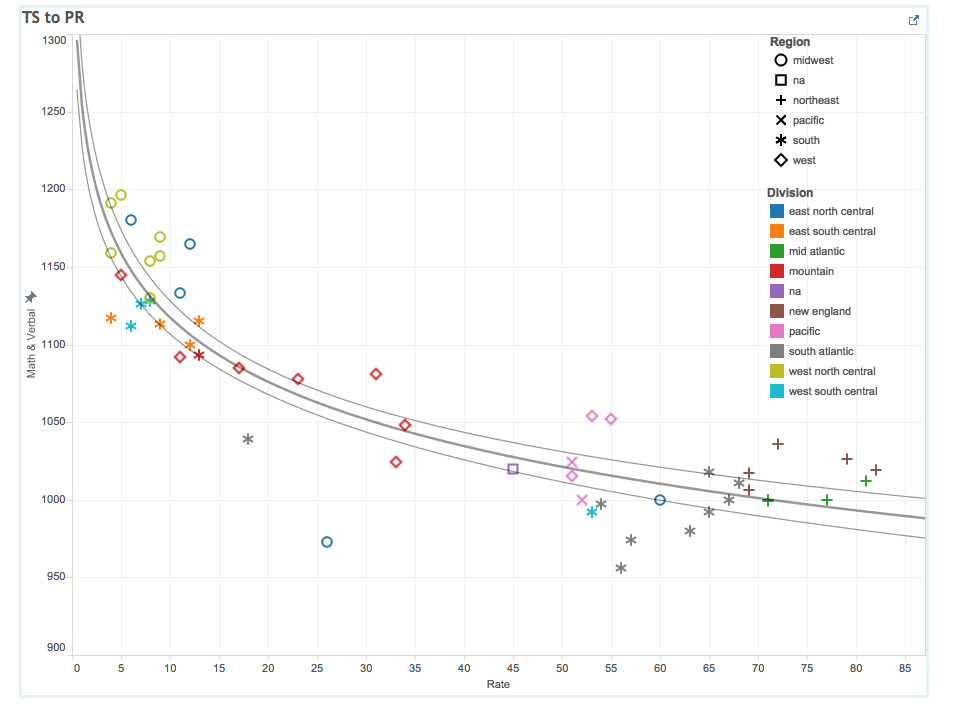 TS to PR
1300
1250
1200
1150
1100
1050
1000
950
900
Math & Verbal
0 5 10 15 20 25 30 35 40 45 50 55 60 65 70 75 80 85
Rate
Region
midwest
na
northeast
pacific
south
west
Division
east north central
east south central
mid atlantic
mountain
na
new england
pacific
south atlantic
west north central
west south central